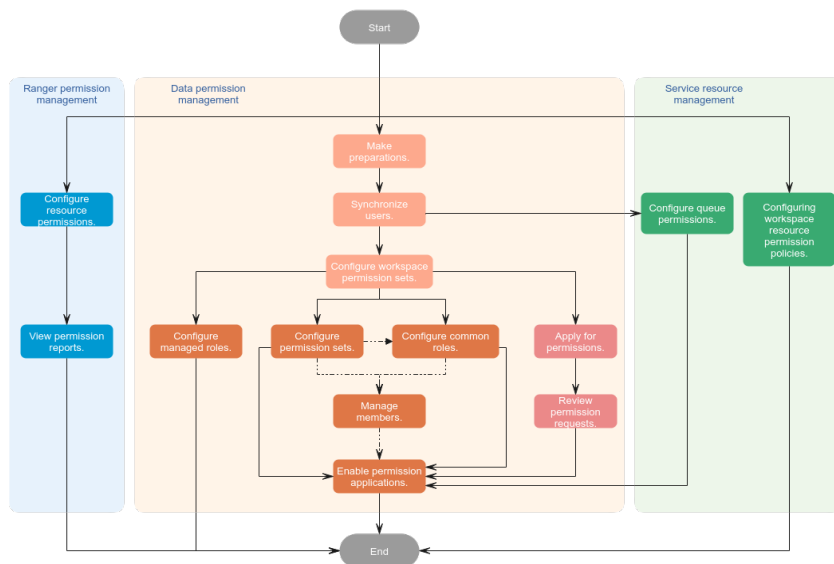 Start
Ranger permission
management
Data permission
management
Service resource
management
Make
preparations.
Configure
resource
permissions.
Synchronize
users.
Configure queue
permissions.
Configuring
workspace
resource
permission
policies.
Configure workspace
permission sets.
View permission
reports.
Configure
managed roles.
Configure
permission sets.
Configure common
roles.
Apply for
permissions.
Manage
members.
Review
permission
requests.
Enable permission
applications.
End